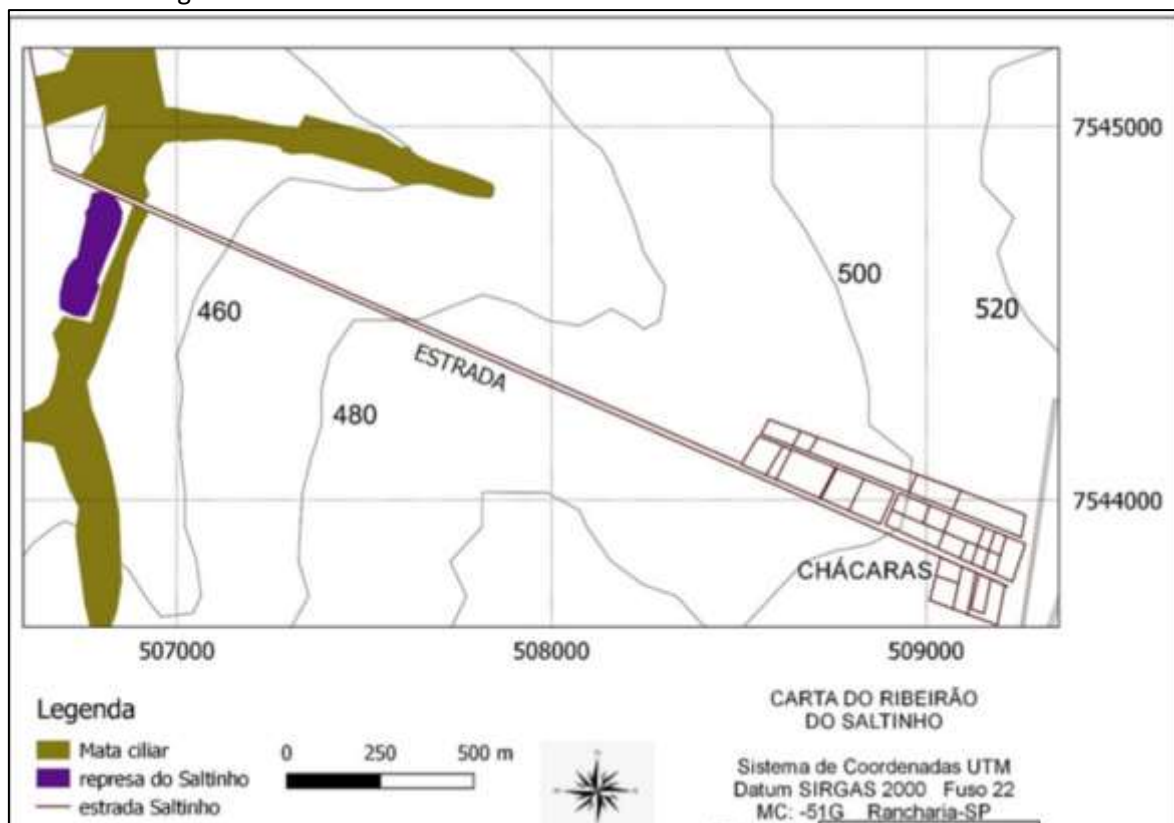 7545000
500
460
520
ESTRADA
480
7544000
CHÁCARAS
507000
508000
509000
Legenda
Mata ciliar
represa do Saltinho
estrada Saltinho
0 250 500 m
CARTA DO RIBEIRÃO
DO SALTINHO
Sistema de Coordenadas UTM
Datum SIRGAS 2000 Fuso 22
MC: -51G Rancharia-SP